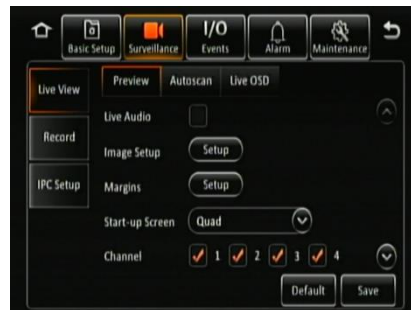 Basic Setup Surveillance I/O Events Alarm Maintenance
Live View Preview Autoscan Live OSD
Live Audio
Record
Image Setup Setup
IPC Setup Margins Setup
Start-up Screen Quad
Channel 1 2 3 4
Default Save